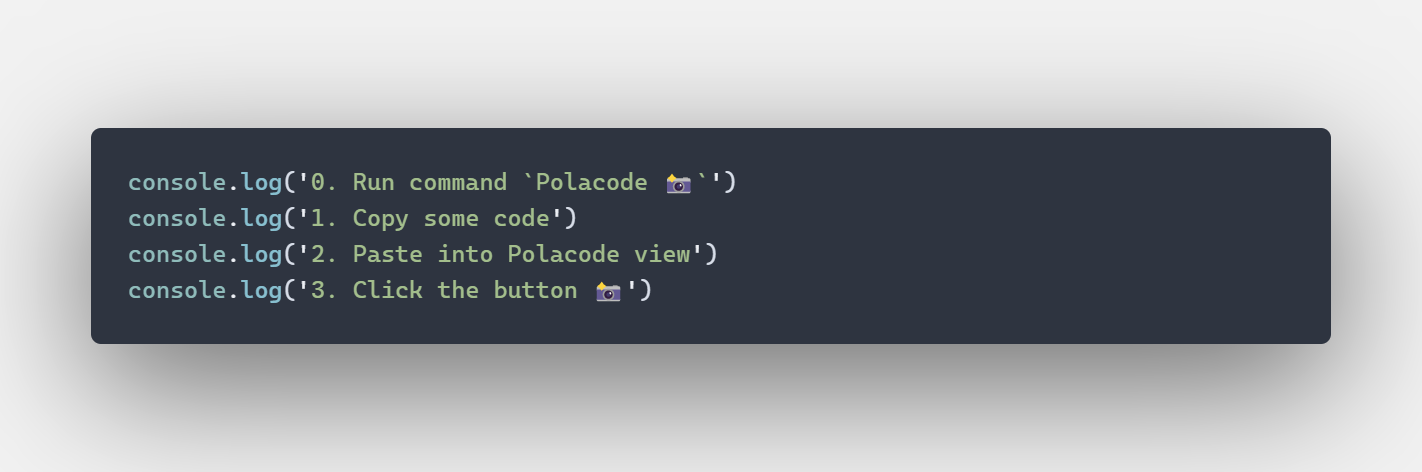 console.log('0. Run command `Polacode 📸`')
console.log('1. Copy some code')
console.log('2. Paste into Polacode view')
console.log('3. Click the button 📸')